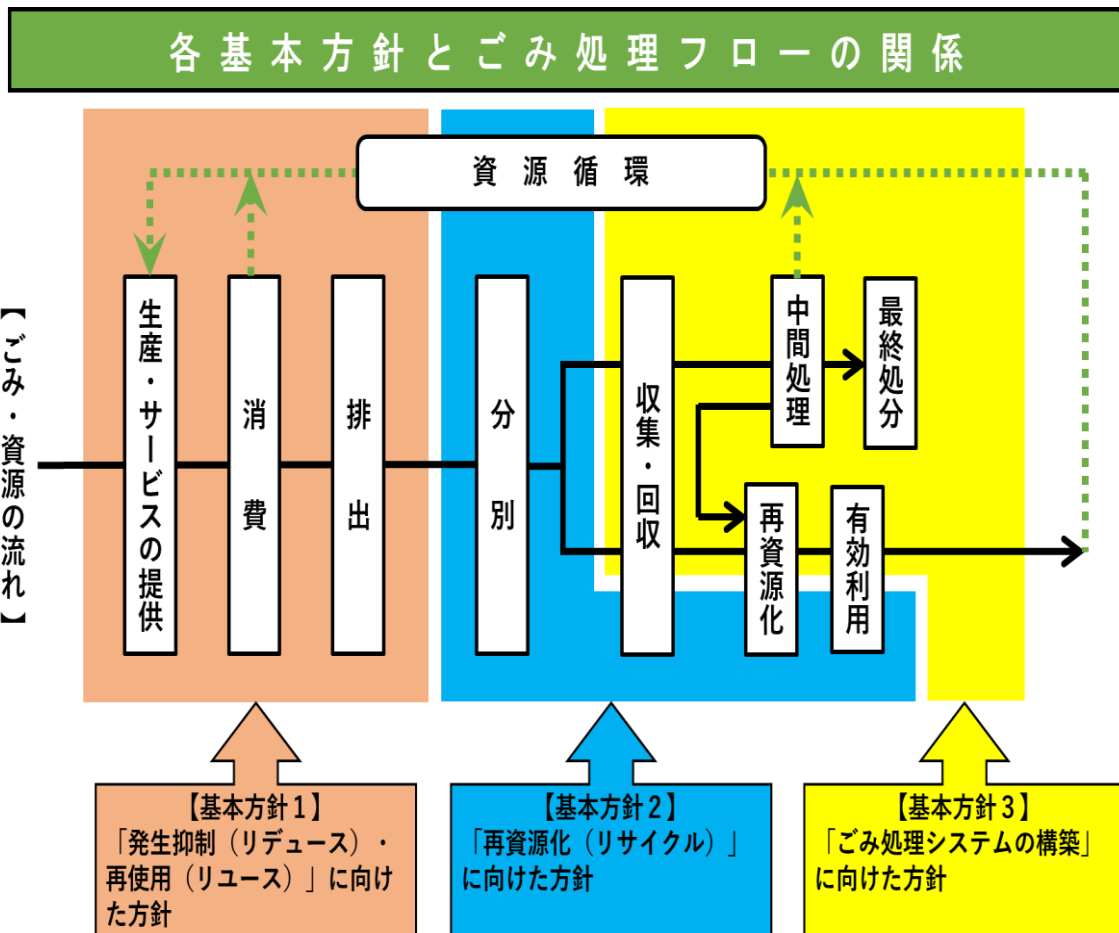 各基本方針とごみ処理フローの関係
資源循環
【ごみ・資源の流れ】
生産・サービスの提供
消費
排出
分別
収集・回収
中間処理
最終処分
再資源化
有効利用
【基本方針1】
「発生抑制（リデュース）・
再使用（リユース）」に向け
た方針
【基本方針2】
「再資源化（リサイクル）」
に向けた方針
【基本方針3】
「ごみ処理システムの構築」
に向けた方針